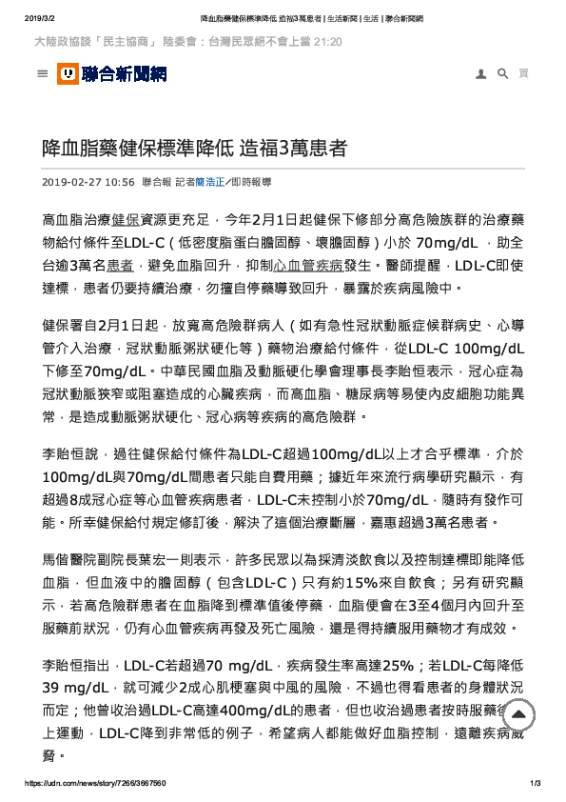 2019/3/2 降血脂藥健保標準降低 造福3萬患者 | 生活新聞 | 生活 | 聯合新聞網
大陸政協談「民主協商」 陸委會：台灣民眾絕不會上當 21:20
聯合新聞網
降血脂藥健保標準降低 造福3萬患者
2019-02-27 10:56 聯合報 記者簡浩正／即時報導
高血脂治療健保資源更充足，今年2月1日起健保下修部分高危險族群的治療藥
物給付條件至LDL-C（低密度脂蛋白膽固醇、壞膽固醇）小於 70mg/dL ，助全
台逾3萬名患者，避免血脂回升，抑制心血管疾病發生。醫師提醒，LDL-C即使
達標，患者仍要持續治療，勿擅自停藥導致回升，暴露於疾病風險中。
健保署自2月1日起，放寬高危險群病人（如有急性冠狀動脈症候群病史、心導
管介入治療，冠狀動脈粥狀硬化等）藥物治療給付條件，從LDL-C 100mg/dL
下修至70mg/dL。中華民國血脂及動脈硬化學會理事長李貽恒表示，冠心症為
冠狀動脈狹窄或阻塞造成的心臟疾病，而高血脂、糖尿病等易使內皮細胞功能異
常，是造成動脈粥狀硬化、冠心病等疾病的高危險群。
李貽恒說，過往健保給付條件為LDL-C超過100mg/dL以上才合乎標準，介於
100mg/dL與70mg/dL間患者只能自費用藥；據近年來流行病學研究顯示，有
超過8成冠心症等心血管疾病患者，LDL-C未控制小於70mg/dL，隨時有發作可
能。所幸健保給付規定修訂後，解決了這個治療斷層，嘉惠超過3萬名患者。
馬偕醫院副院長葉宏一則表示，許多民眾以為採清淡飲食以及控制達標即能降低
血脂，但血液中的膽固醇（包含LDL-C）只有約15%來自飲食；另有研究顯
示，若高危險群患者在血脂降到標準值後停藥，血脂便會在3至4個月內回升至
服藥前狀況，仍有心血管疾病再發及死亡風險，還是得持續服用藥物才有成效。
李貽恒指出，LDL-C若超過70 mg/dL，疾病發生率高達25%；若LDL-C每降低
39 mg/dL，就可減少2成心肌梗塞與中風的風險，不過也得看患者的身體狀況
而定；他曾收治過LDL-C高達400mg/dL的患者，但也收治過患者按時服藥
上運動，LDL-C降到非常低的例子，希望病人都能做好血脂控制，遠離疾病威
脅。
https://udn.com/news/story/7266/3667560 1/3